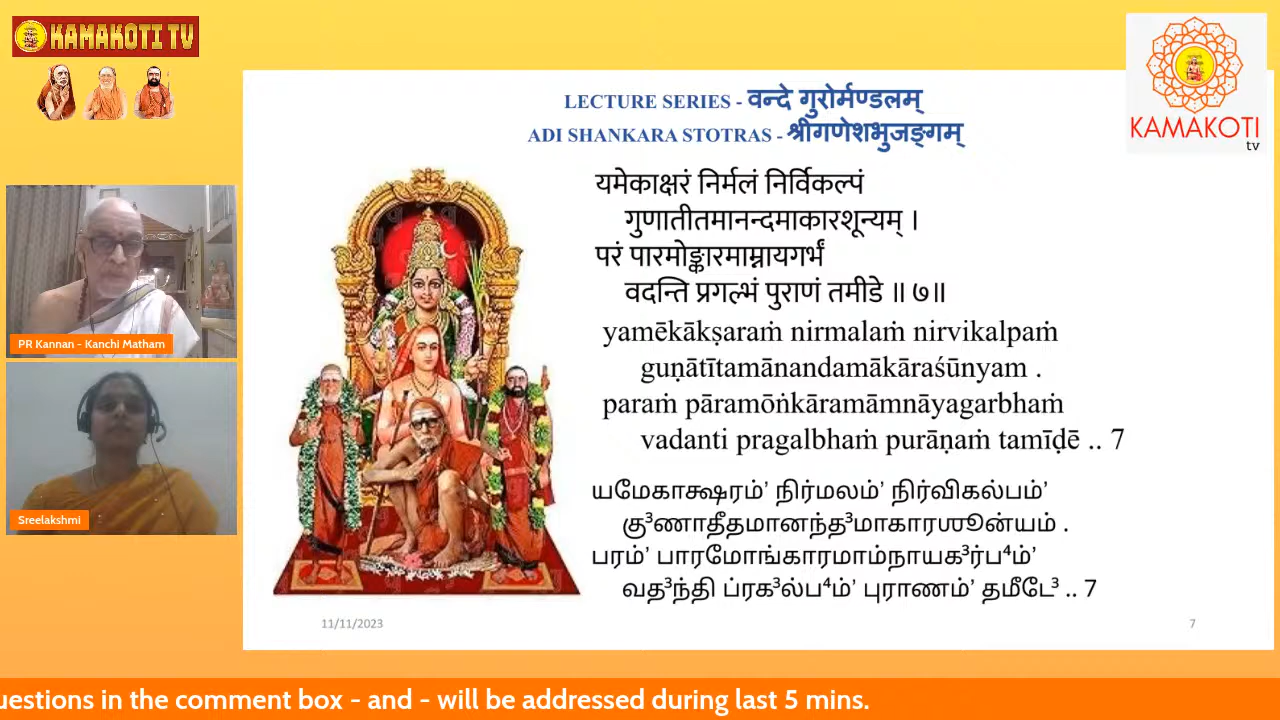 KAMAKOTI TV
KAMAKOTI
tv
LECTURE SERIES - वन्दे गुरोर्मण्डलम्
ADI SHANKARA STOTRAS - श्रीगणेशभुजङ्गम्
यमेकाक्षरं निर्मलं निर्विकल्पं
गुणातीतमानन्दमाकारशून्यम् ।
परं पारमोङ्कारमाम्नायगर्भं
वदन्ति प्रगल्भं पुराणं तमीडे ॥ ७॥
yamēkākṣaraṁ nirmalaṁ nirvikalpaṁ
guṇātītamānandamākāraśūnyam .
paraṁ pāramōṅkāramāmnāyagarbhaṁ
vadanti pragalbhaṁ purāṇaṁ tamīḍē .. 7
யமேகாக்ஷரம்ʼ நிர்மலம்ʼ நிர்விகல்பம்ʼ
கு³ணாதீதமானந்த³மாகாரஶூன்யம் .
பரம்ʼ பாரமோங்காரமாம்நாயக³ர்ப⁴ம்ʼ
வத³ந்தி ப்ரக³ல்ப⁴ம்ʼ புராணம்ʼ தமீடே³ .. 7
PR Kannan - Kanchi Matham
Sreelakshmi
11/11/2023
7
uestions in the comment box - and - will be addressed during last 5 mins.